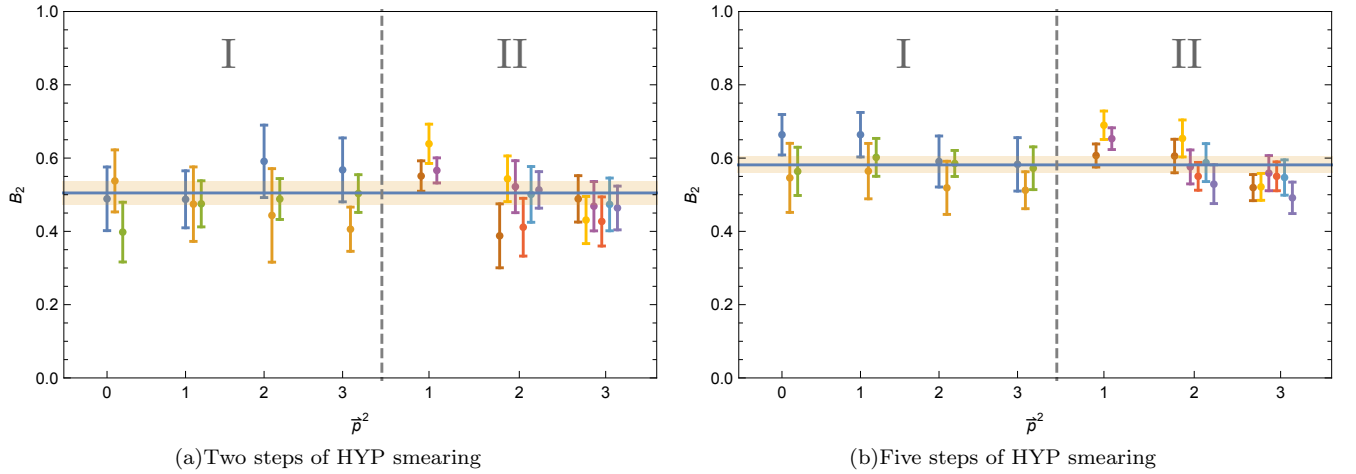 I II I II
1.0 1.0
0.8 0.8
0.6 0.6
B₂ B₂
0.4 0.4
0.2 0.2
0.0 0.0
0 1 2 3 1 2 3 0 1 2 3 1 2 3
p⃗ ² p⃗ ²
(a)Two steps of HYP smearing (b)Five steps of HYP smearing